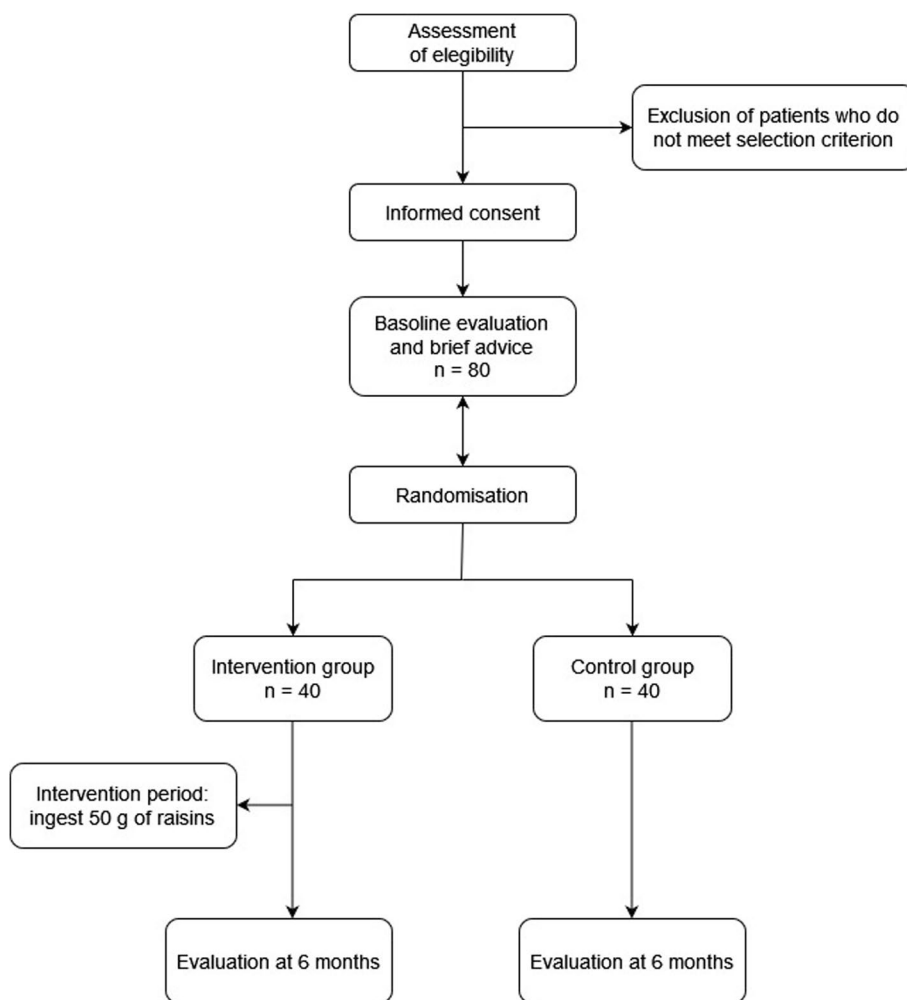 Assessment
of elegibility
Exclusion of patients who do
not meet selection criterion
Informed consent
Basoline evaluation
and brief advice
n = 80
Randomisation
Intervention group
n = 40
Control group
n = 40
Intervention period:
ingest 50 g of raisins
Evaluation at 6 months
Evaluation at 6 months